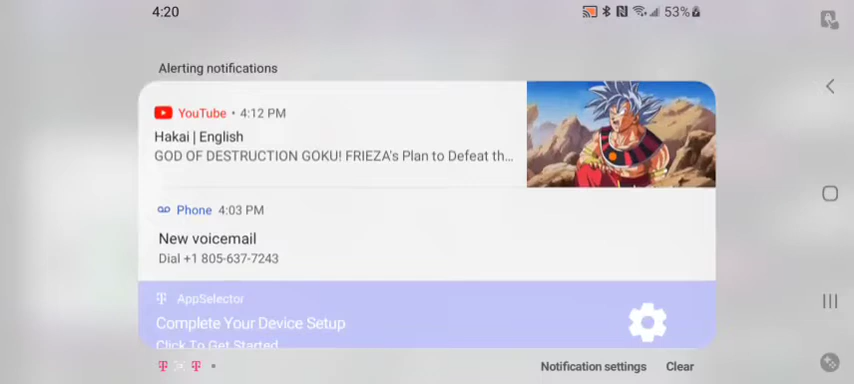 4:20
53%
Alerting notifications
YouTube • 4:12 PM
Hakai | English
GOD OF DESTRUCTION GOKU! FRIEZA's Plan to Defeat th...
Phone 4:03 PM
New voicemail
Dial +1 805-637-7243
AppSelector
Complete Your Device Setup
Click To Get Started
Notification settings Clear